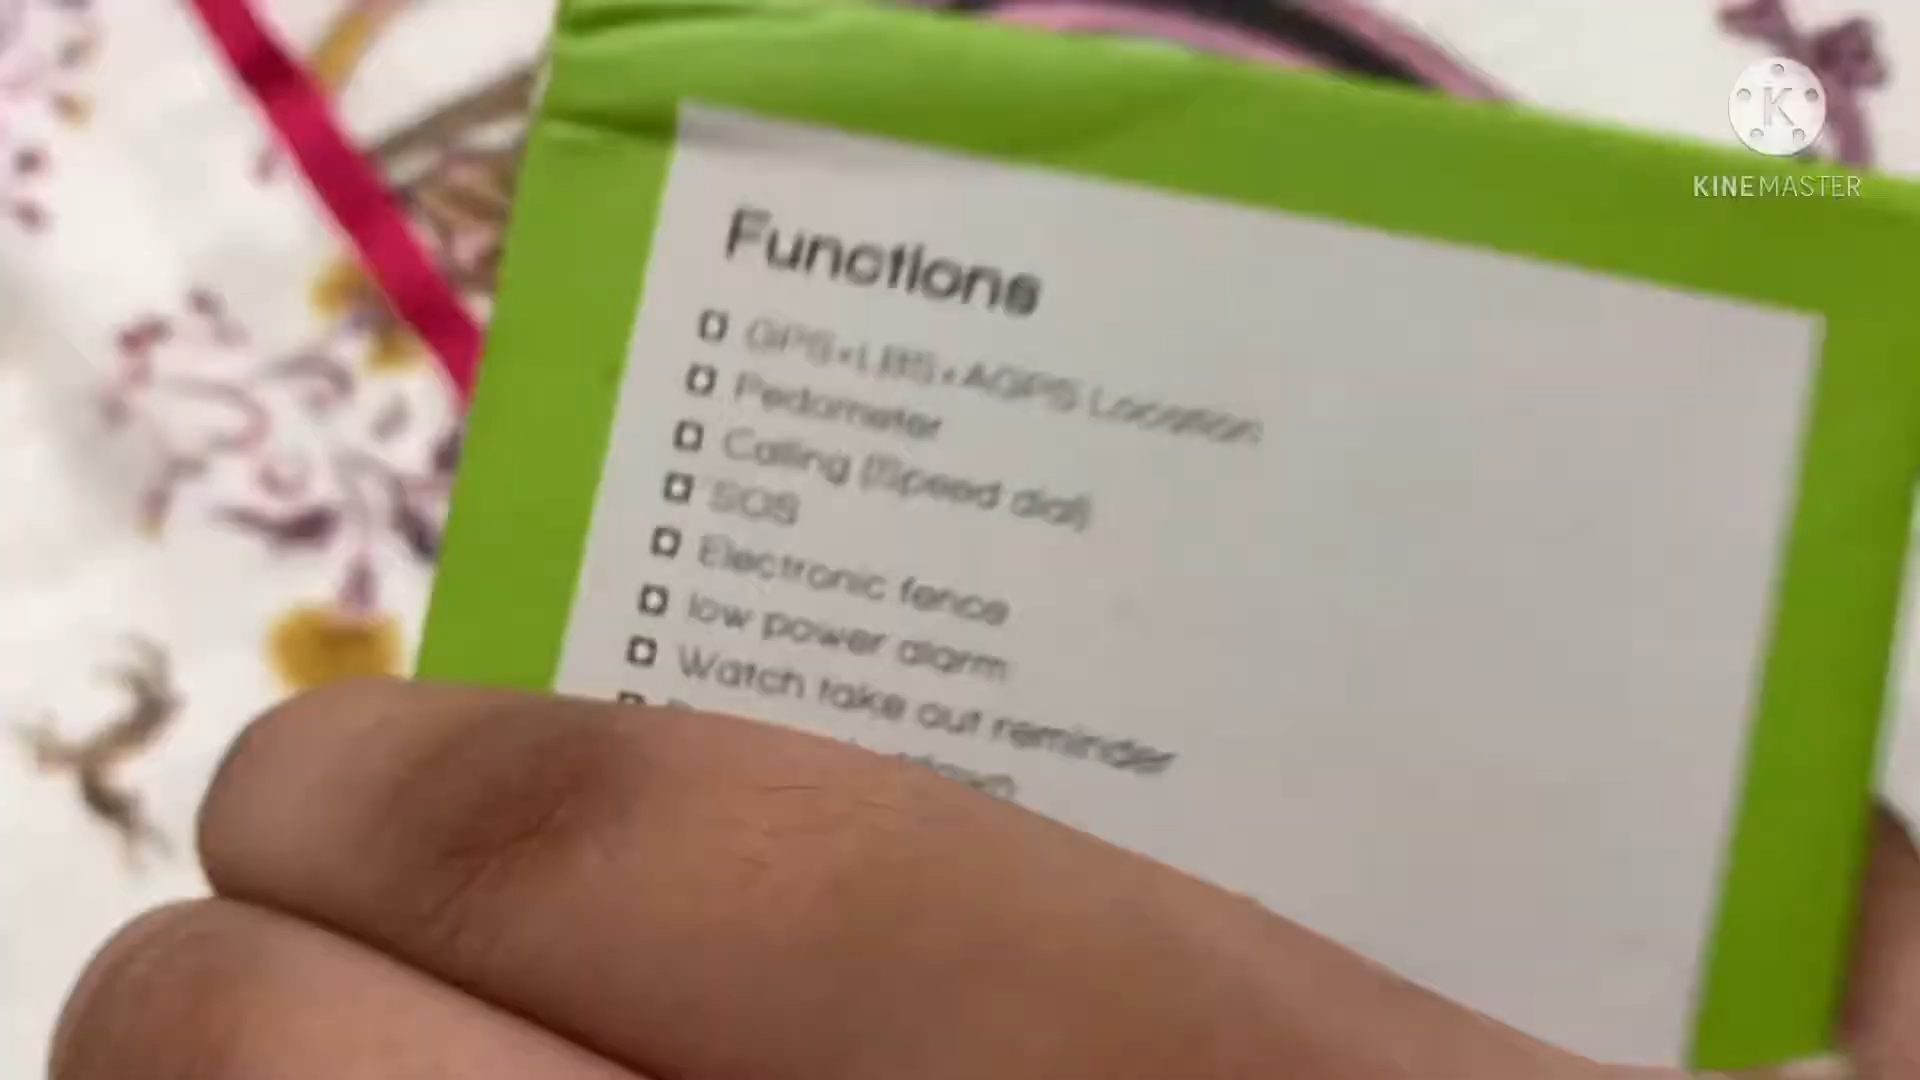 KINEMASTER
Functions
GPS+LBS+AGPS Location
Pedometer
Calling (Speed dial)
SOS
Electronic fence
low power alarm
Watch take out reminder